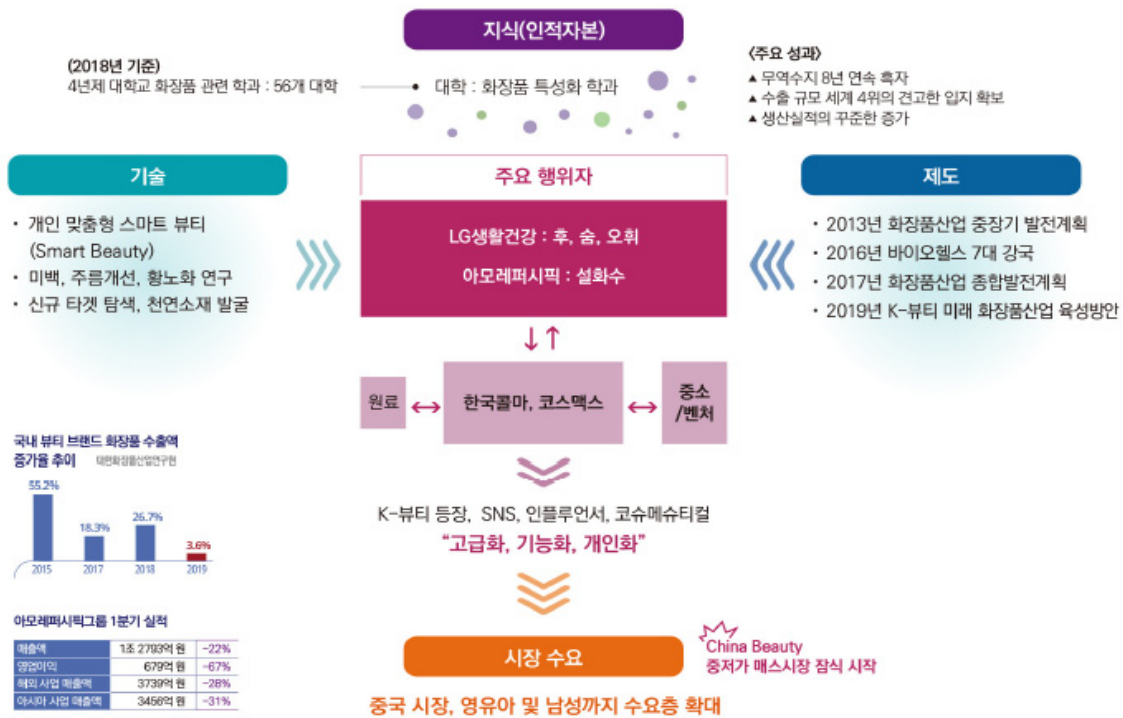 지식(인적자본)
(2018년 기준)
4년제 대학교 화장품 관련 학과 : 56개 대학
• 대학 : 화장품 특성화 학과
〈주요 성과〉
▲ 무역수지 8년 연속 흑자
▲ 수출 규모 세계 4위의 견고한 입지 확보
▲ 생산실적의 꾸준한 증가
기술
• 개인 맞춤형 스마트 뷰티
(Smart Beauty)
• 미백, 주름개선, 황노화 연구
• 신규 타겟 탐색, 천연소재 발굴
주요 행위자
LG생활건강 : 후, 숨, 오휘
아모레퍼시픽 : 설화수
제도
• 2013년 화장품산업 중장기 발전계획
• 2016년 바이오헬스 7대 강국
• 2017년 화장품산업 종합발전계획
• 2019년 K-뷰티 미래 화장품산업 육성방안
↓↑
원료
↔
한국콜마, 코스맥스
↔
중소
/벤처
국내 뷰티 브랜드 화장품 수출액
증가율 추이 대한화장품산업연구원
55.2%
18.3%
26.7%
3.6%
2015
2017
2018
2019
K-뷰티 등장, SNS, 인플루언서, 코슈메슈티컬
“고급화, 기능화, 개인화”
아모레퍼시픽그룹 1분기 실적
매출액 1조 2793억 원 -22%
영업이익 679억 원 -67%
해외 사업 매출액 3739억 원 -28%
아시아 사업 매출액 3456억 원 -31%
시장 수요
China Beauty
중저가 매스시장 잠식 시작
중국 시장, 영유아 및 남성까지 수요층 확대